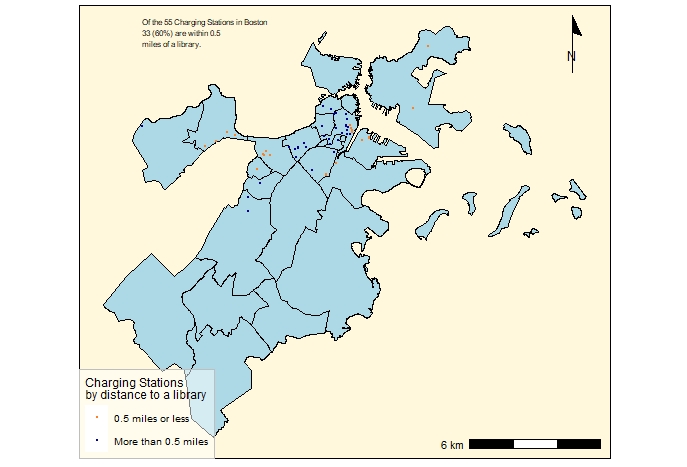 Of the 55 Charging Stations in Boston
33 (60%) are within 0.5
miles of a library.
N
Charging Stations
by distance to a library
0.5 miles or less
More than 0.5 miles
6 km